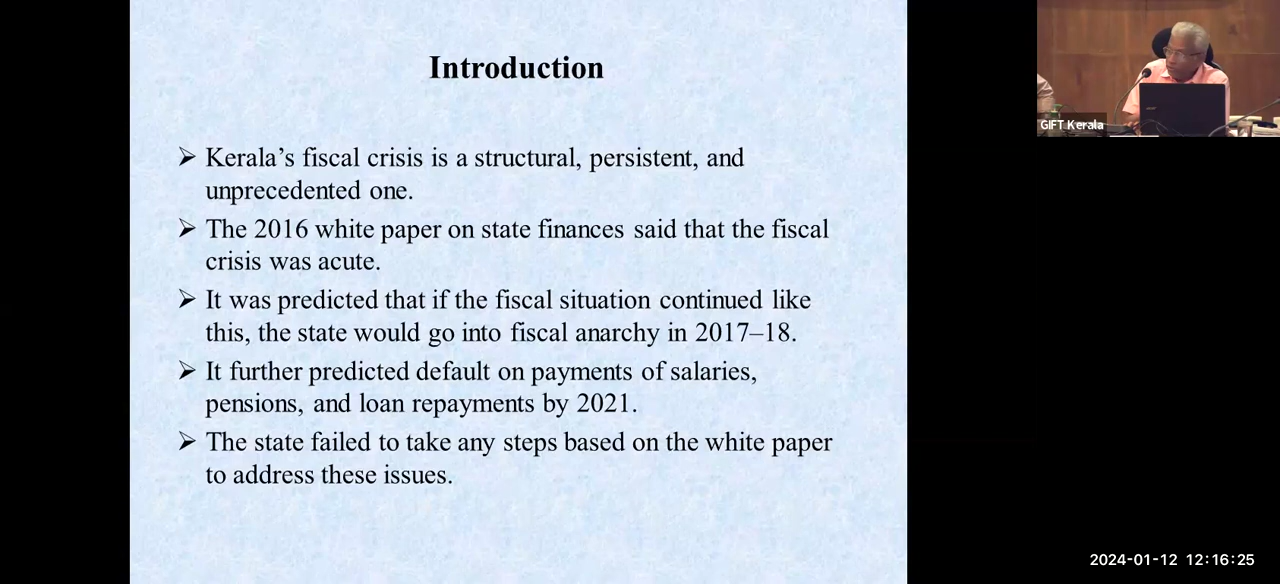 Introduction
➢ Kerala’s fiscal crisis is a structural, persistent, and
unprecedented one.
➢ The 2016 white paper on state finances said that the fiscal
crisis was acute.
➢ It was predicted that if the fiscal situation continued like
this, the state would go into fiscal anarchy in 2017–18.
➢ It further predicted default on payments of salaries,
pensions, and loan repayments by 2021.
➢ The state failed to take any steps based on the white paper
to address these issues.
GIFT Kerala
2024-01-12 12:16:25